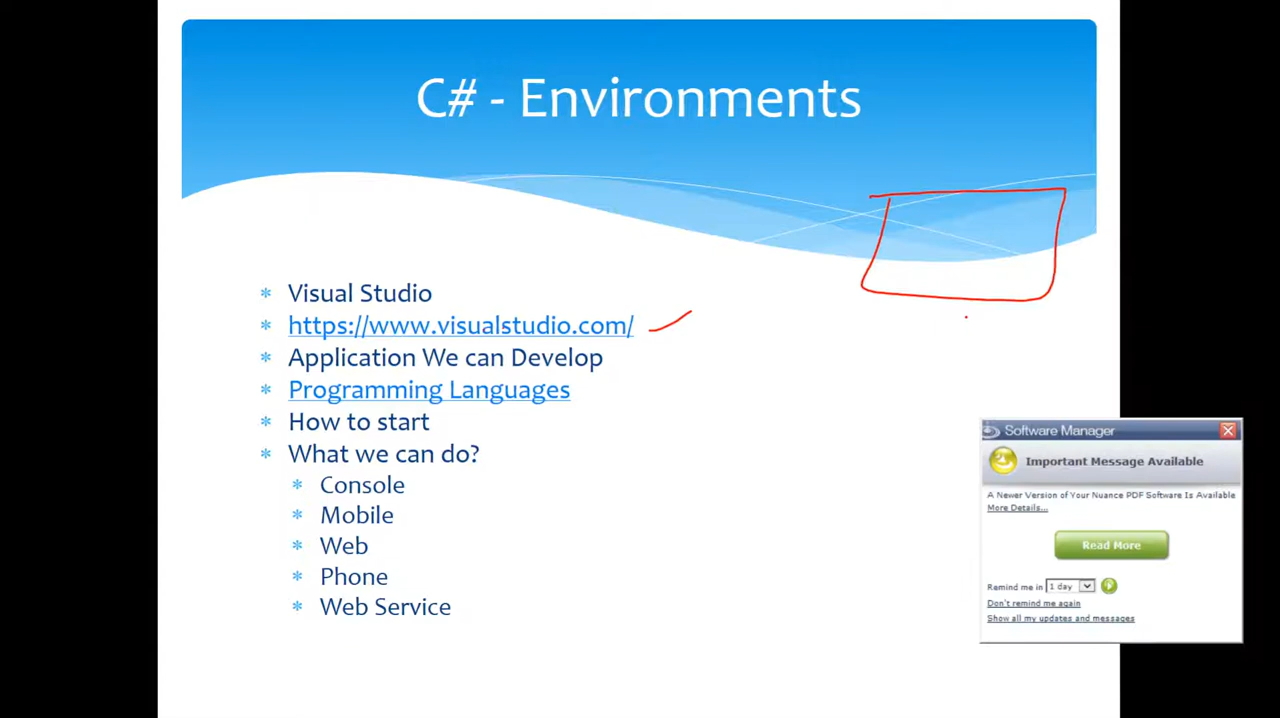 C# - Environments
Visual Studio
https://www.visualstudio.com/
Application We can Develop
Programming Languages
How to start
What we can do?
Console
Mobile
Web
Phone
Web Service
Software Manager
Important Message Available
A Newer Version of Your Nuance PDF Software Is Available
More Details...
Read More
Remind me in 1 day
Don't remind me again
Show all my updates and messages